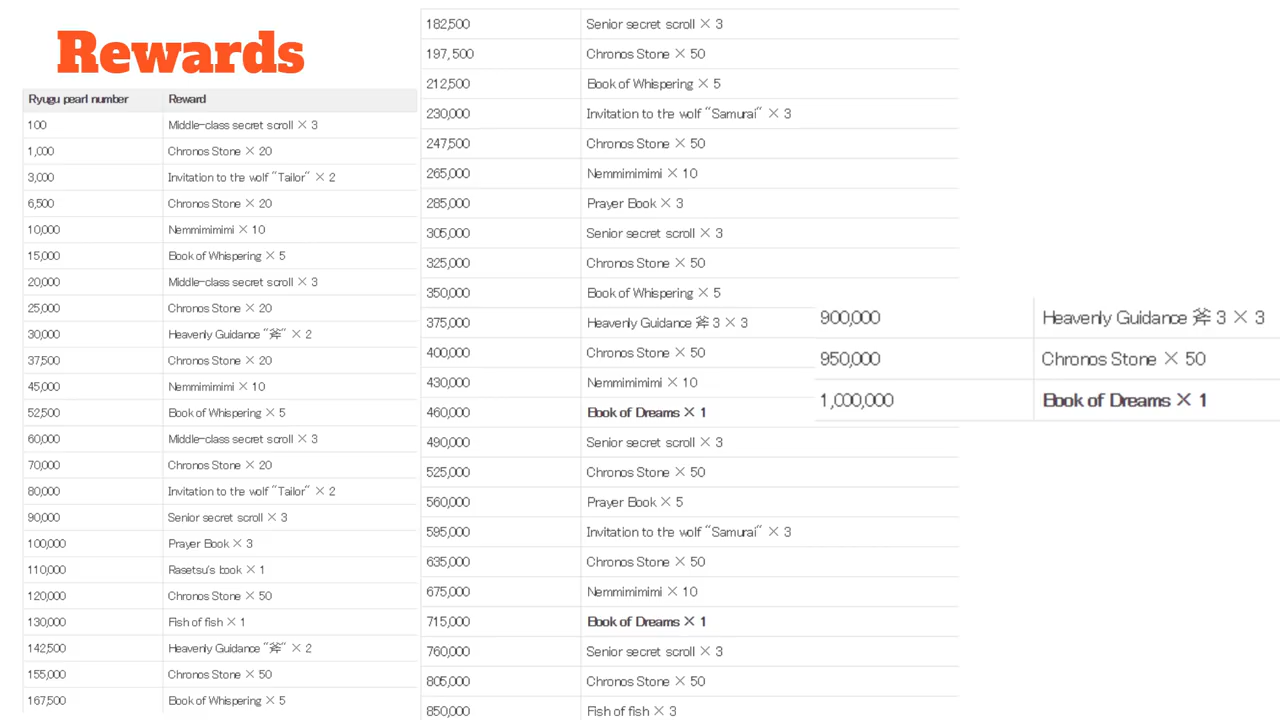 Rewards
Ryugu pearl number Reward
100 Middle-class secret scroll × 3
1,000 Chronos Stone × 20
3,000 Invitation to the wolf "Tailor" × 2
6,500 Chronos Stone × 20
10,000 Nemmimimimi × 10
15,000 Book of Whispering × 5
20,000 Middle-class secret scroll × 3
25,000 Chronos Stone × 20
30,000 Heavenly Guidance "斧" × 2
37,500 Chronos Stone × 20
45,000 Nemmimimimi × 10
52,500 Book of Whispering × 5
60,000 Middle-class secret scroll × 3
70,000 Chronos Stone × 20
80,000 Invitation to the wolf "Tailor" × 2
90,000 Senior secret scroll × 3
100,000 Prayer Book × 3
110,000 Rasetsu's book × 1
120,000 Chronos Stone × 50
130,000 Fish of fish × 1
142,500 Heavenly Guidance "斧" × 2
155,000 Chronos Stone × 50
167,500 Book of Whispering × 5
182,500 Senior secret scroll × 3
197,500 Chronos Stone × 50
212,500 Book of Whispering × 5
230,000 Invitation to the wolf "Samurai" × 3
247,500 Chronos Stone × 50
265,000 Nemmimimimi × 10
285,000 Prayer Book × 3
305,000 Senior secret scroll × 3
325,000 Chronos Stone × 50
350,000 Book of Whispering × 5
375,000 Heavenly Guidance 斧 3 × 3
400,000 Chronos Stone × 50
430,000 Nemmimimimi × 10
460,000 Book of Dreams × 1
490,000 Senior secret scroll × 3
525,000 Chronos Stone × 50
560,000 Prayer Book × 5
595,000 Invitation to the wolf "Samurai" × 3
635,000 Chronos Stone × 50
675,000 Nemmimimimi × 10
715,000 Book of Dreams × 1
760,000 Senior secret scroll × 3
805,000 Chronos Stone × 50
850,000 Fish of fish × 3
900,000 Heavenly Guidance 斧 3 × 3
950,000 Chronos Stone × 50
1,000,000 Book of Dreams × 1